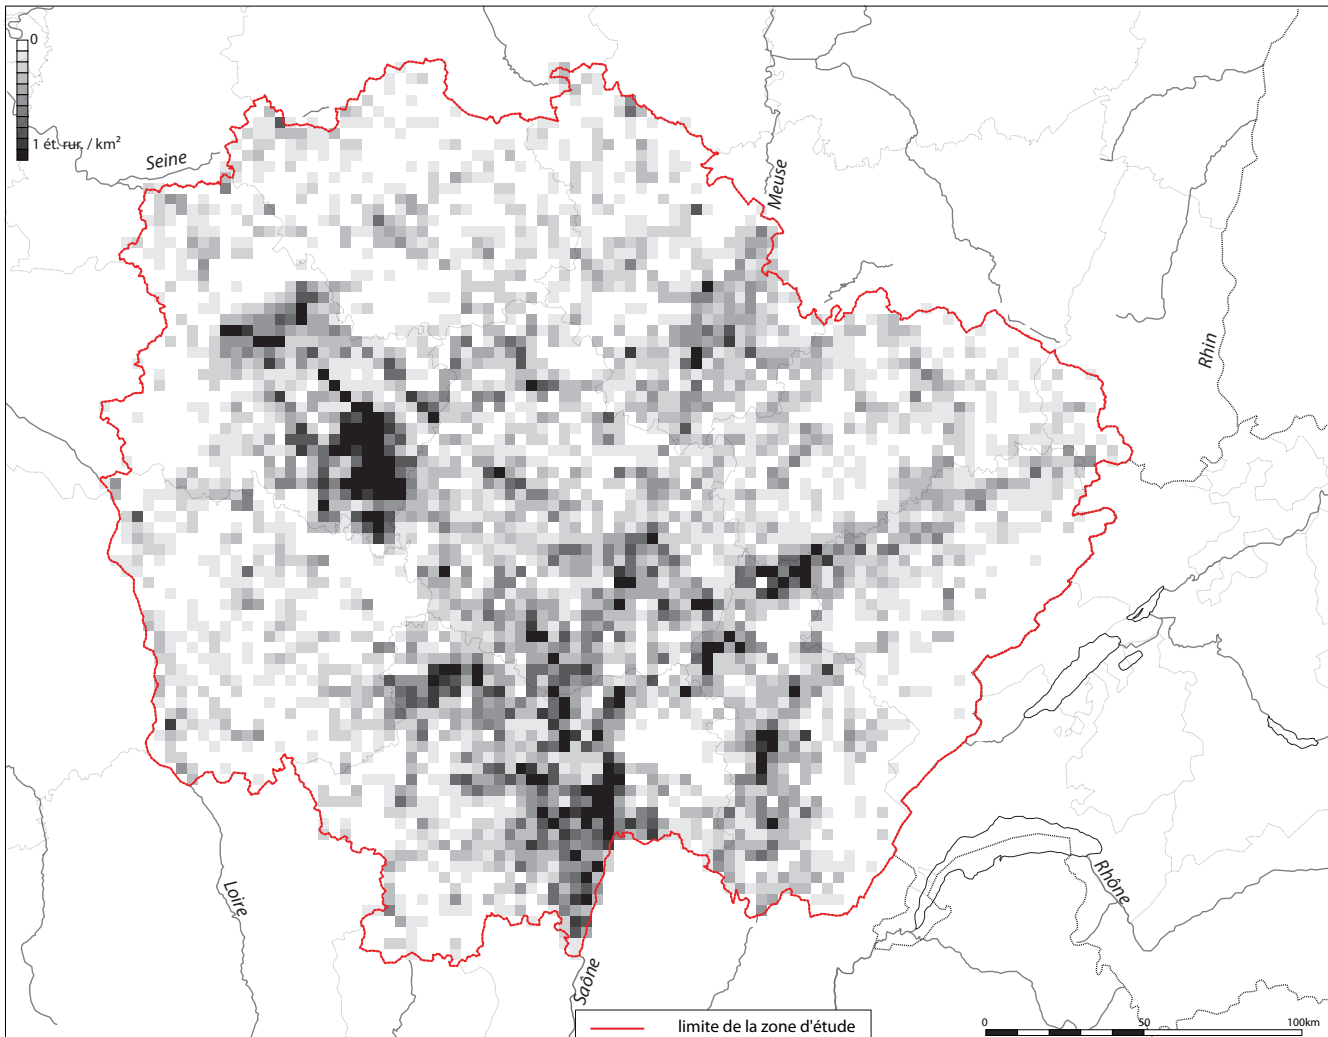 0
1 ét. rur. / km²
Seine
Meuse
Rhin
Loire
Saône
Rhône
limite de la zone d'étude
0 50 100km